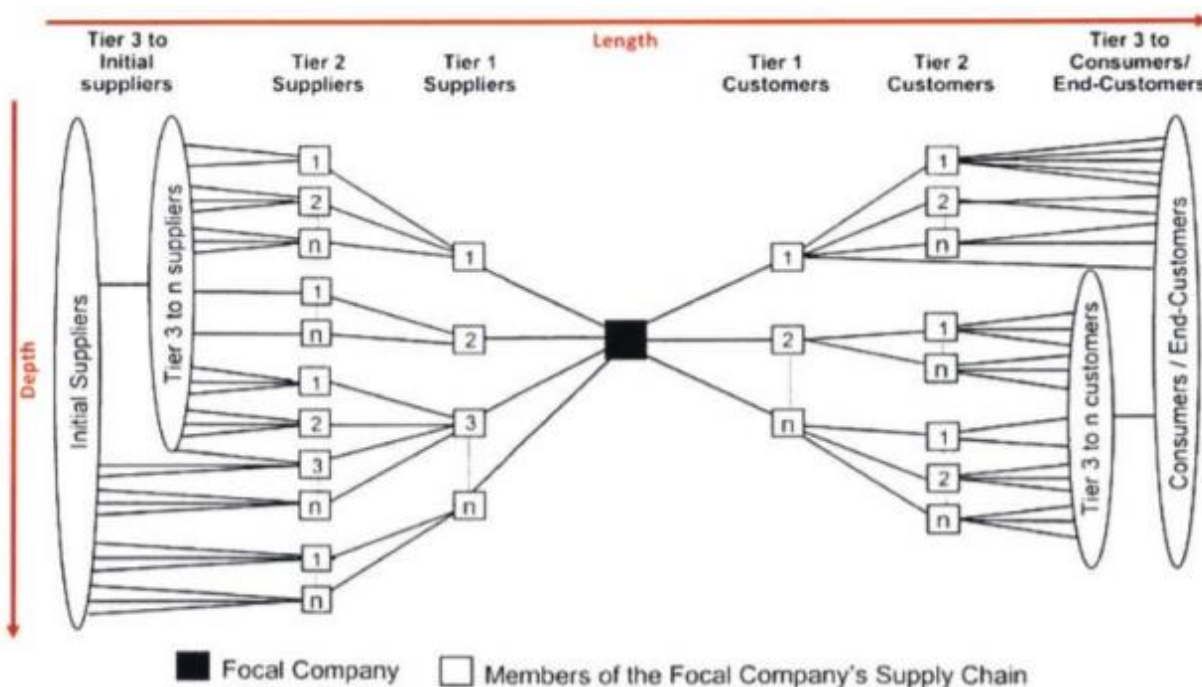 Length
Tier 3 to
Initial
suppliers
Tier 2
Suppliers
Tier 1
Suppliers
Tier 1
Customers
Tier 2
Customers
Tier 3 to
Consumers/
End-Customers
Depth
Initial Suppliers
Tier 3 to n suppliers
1
2
n
1
n
1
2
3
n
1
n
1
2
3
n
1
2
n
1
2
n
1
n
1
2
n
Tier 3 to n customers
Consumers / End-Customers
Focal Company
Members of the Focal Company's Supply Chain